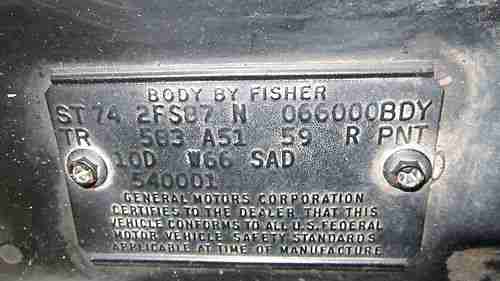 BODY BY FISHER
ST 74 2FS87 N 066000 BDY
TR 583 A51 59 R PNT
10D W66 SAD
540001
GENERAL MOTORS CORPORATION
CERTIFIES TO THE DEALER THAT THIS
VEHICLE CONFORMS TO ALL U.S. FEDERAL
MOTOR VEHICLE SAFETY STANDARDS
APPLICABLE AT TIME OF MANUFACTURE